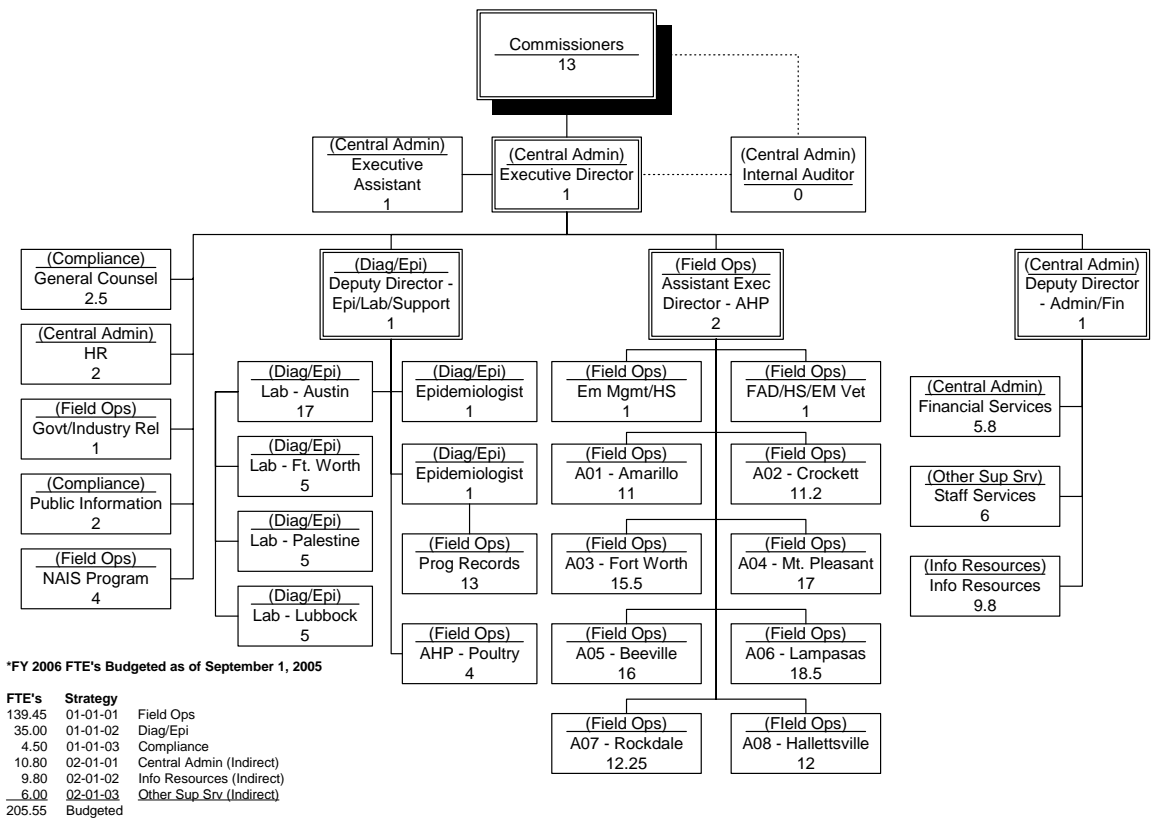 Commissioners
13
(Central Admin)
Executive
Assistant
1
(Central Admin)
Executive Director
1
(Central Admin)
Internal Auditor
0
(Compliance)
General Counsel
2.5
(Central Admin)
HR
2
(Field Ops)
Govt/Industry Rel
1
(Compliance)
Public Information
2
(Field Ops)
NAIS Program
4
(Diag/Epi)
Deputy Director -
Epi/Lab/Support
1
(Diag/Epi)
Lab - Austin
17
(Diag/Epi)
Lab - Ft. Worth
5
(Diag/Epi)
Lab - Palestine
5
(Diag/Epi)
Lab - Lubbock
5
(Diag/Epi)
Epidemiologist
1
(Diag/Epi)
Epidemiologist
1
(Field Ops)
Prog Records
13
(Field Ops)
AHP - Poultry
4
(Field Ops)
Assistant Exec
Director - AHP
2
(Field Ops)
Em Mgmt/HS
1
(Field Ops)
FAD/HS/EM Vet
1
(Field Ops)
A01 - Amarillo
11
(Field Ops)
A02 - Crockett
11.2
(Field Ops)
A03 - Fort Worth
15.5
(Field Ops)
A04 - Mt. Pleasant
17
(Field Ops)
A05 - Beeville
16
(Field Ops)
A06 - Lampasas
18.5
(Field Ops)
A07 - Rockdale
12.25
(FIeld Ops)
A08 - Hallettsville
12
(Central Admin)
Deputy Director
- Admin/Fin
1
(Central Admin)
Financial Services
5.8
(Other Sup Srv)
Staff Services
6
(Info Resources)
Info Resources
9.8
*FY 2006 FTE's Budgeted as of September 1, 2005
FTE's Strategy
139.45 01-01-01 Field Ops
35.00 01-01-02 Diag/Epi
4.50 01-01-03 Compliance
10.80 02-01-01 Central Admin (Indirect)
9.80 02-01-02 Info Resources (Indirect)
6.00 02-01-03 Other Sup Srv (Indirect)
205.55 Budgeted